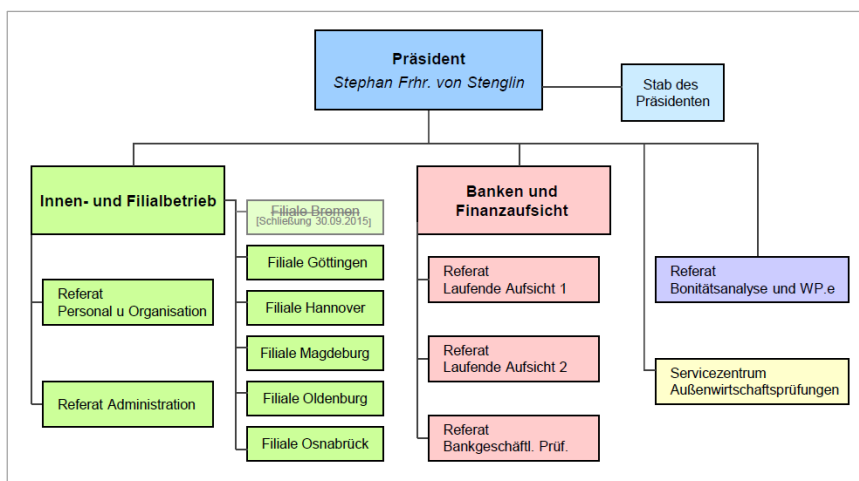 Präsident
Stephan Frhr. von Stenglin
Stab des
Präsidenten
Innen- und Filialbetrieb
Filiale Bremen
[Schließung 30.09.2015]
Filiale Göttingen
Filiale Hannover
Filiale Magdeburg
Filiale Oldenburg
Filiale Osnabrück
Referat
Personal u Organisation
Referat Administration
Banken und
Finanzaufsicht
Referat
Laufende Aufsicht 1
Referat
Laufende Aufsicht 2
Referat
Bankgeschäftl. Prüf.
Referat
Bonitätsanalyse und WP.e
Servicezentrum
Außenwirtschaftsprüfungen